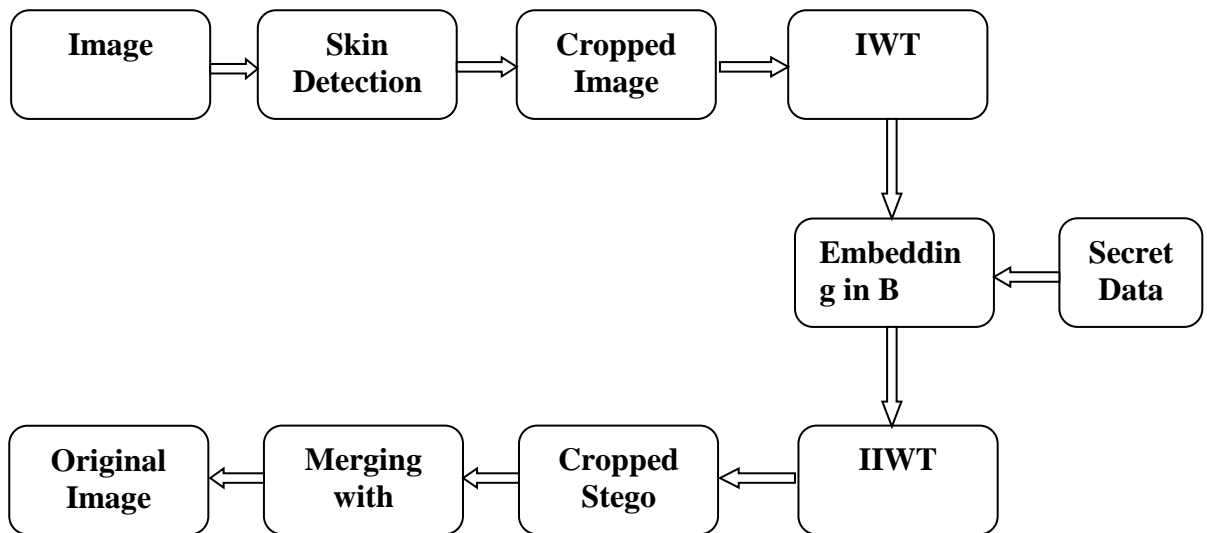 Image
Skin
Detection
Cropped
Image
IWT
Embeddin
g in B
Secret
Data
IIWT
Cropped
Stego
Merging
with
Original
Image